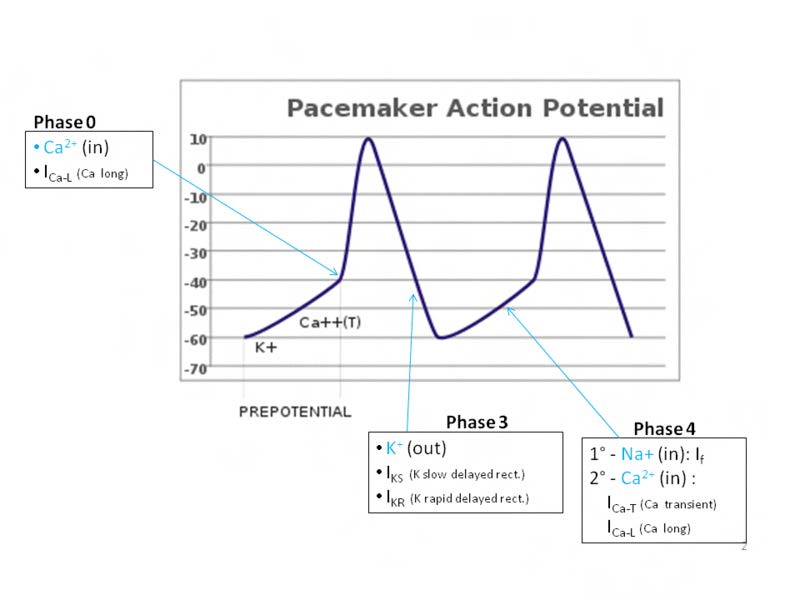 Pacemaker Action Potential
Phase 0
• Ca2+ (in)
• ICa-L (Ca long)
10
0
-10
-20
-30
-40
-50
-60
-70
Ca++(T)
K+
PREPOTENTIAL
Phase 3
• K+ (out)
• IKS (K slow delayed rect.)
• IKR (K rapid delayed rect.)
Phase 4
1° - Na+ (in): If
2° - Ca2+ (in) :
ICa-T (Ca transient)
ICa-L (Ca long)
2